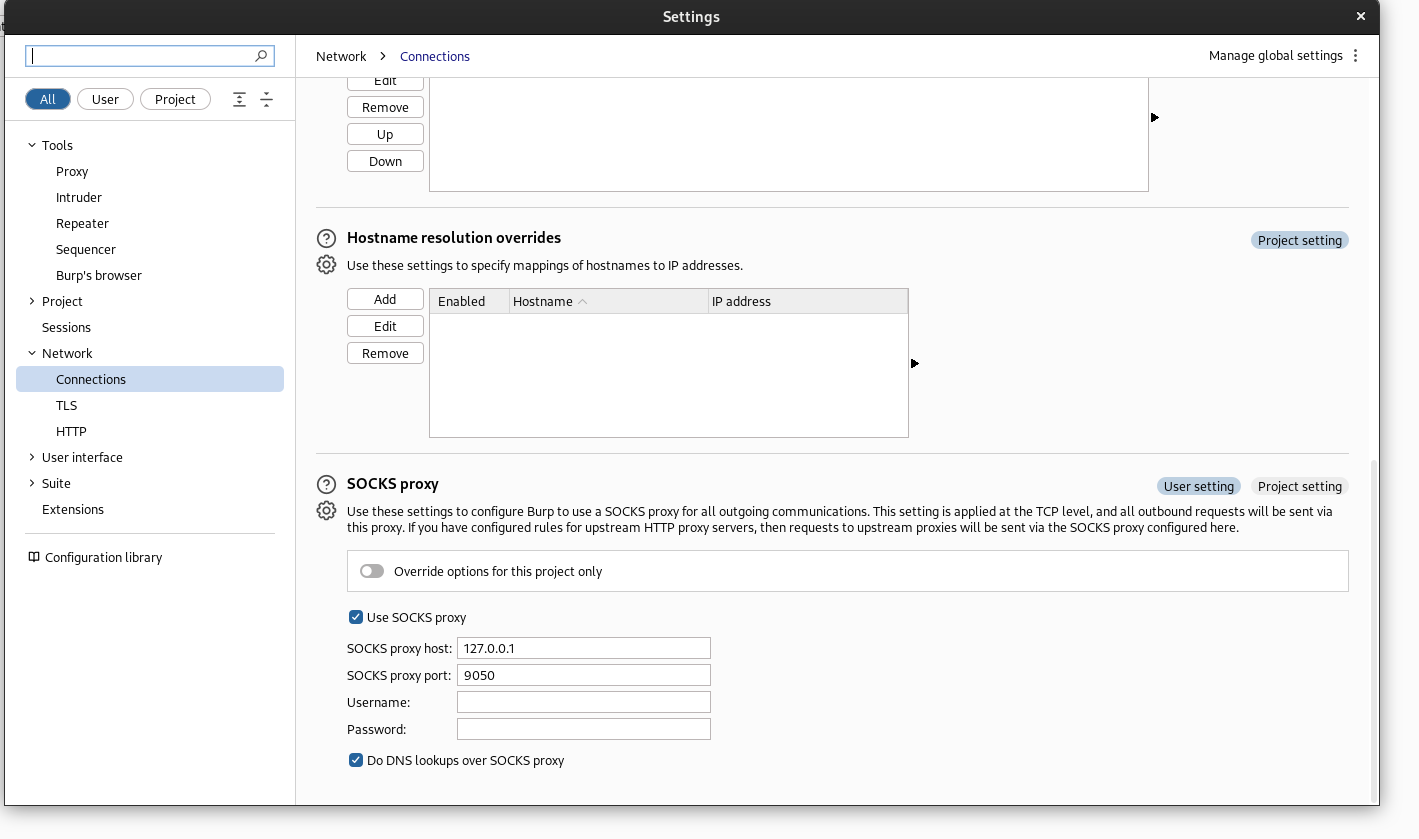 Settings
Network > Connections
Manage global settings
All
User
Project
Tools
Proxy
Intruder
Repeater
Sequencer
Burp's browser
Project
Sessions
Network
Connections
TLS
HTTP
User interface
Suite
Extensions
Configuration library
Edit
Remove
Up
Down
Hostname resolution overrides
Project setting
Use these settings to specify mappings of hostnames to IP addresses.
Add
Edit
Remove
Enabled Hostname IP address
SOCKS proxy
User setting Project setting
Use these settings to configure Burp to use a SOCKS proxy for all outgoing communications. This setting is applied at the TCP level, and all outbound requests will be sent via
this proxy. If you have configured rules for upstream HTTP proxy servers, then requests to upstream proxies will be sent via the SOCKS proxy configured here.
Override options for this project only
Use SOCKS proxy
SOCKS proxy host: 127.0.0.1
SOCKS proxy port: 9050
Username:
Password:
Do DNS lookups over SOCKS proxy